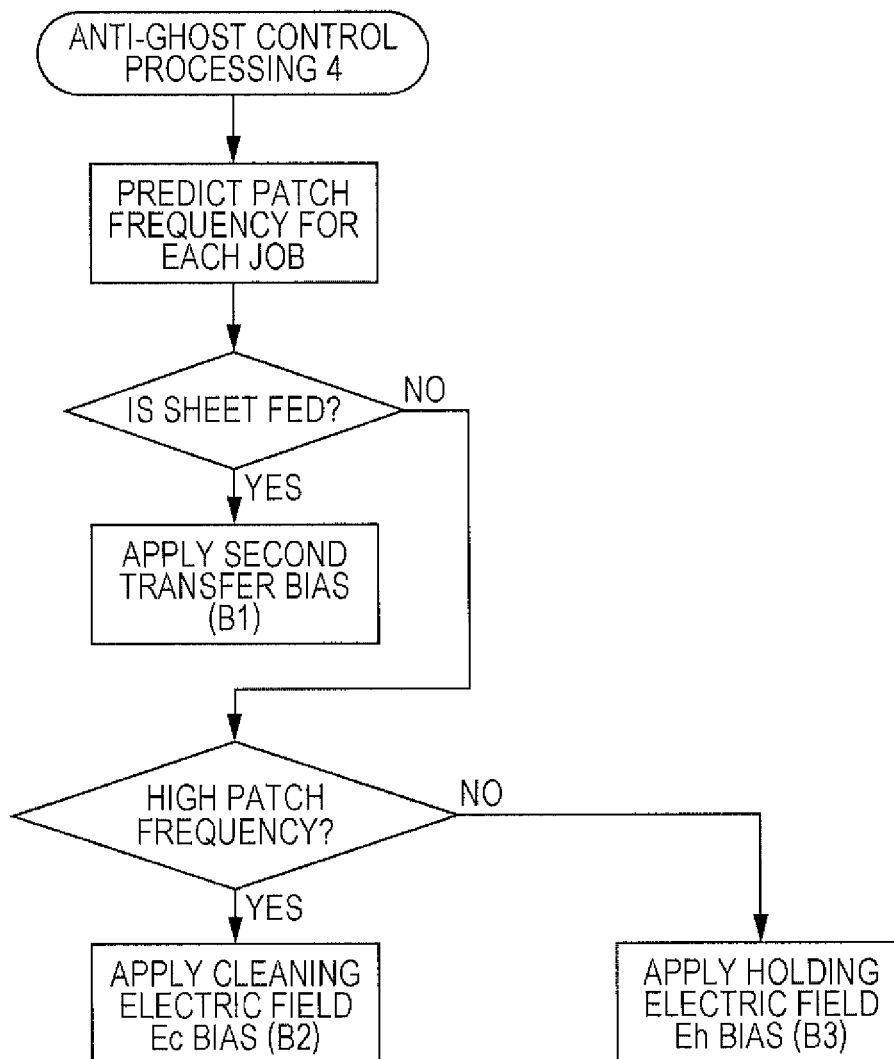 ANTI-GHOST CONTROL
PROCESSING 4
PREDICT PATCH
FREQUENCY FOR
EACH JOB
IS SHEET FED?
NO
YES
APPLY SECOND
TRANSFER BIAS
(B1)
HIGH PATCH
FREQUENCY?
NO
YES
APPLY CLEANING
ELECTRIC FIELD
Ec BIAS (B2)
APPLY HOLDING
ELECTRIC FIELD
Eh BIAS (B3)